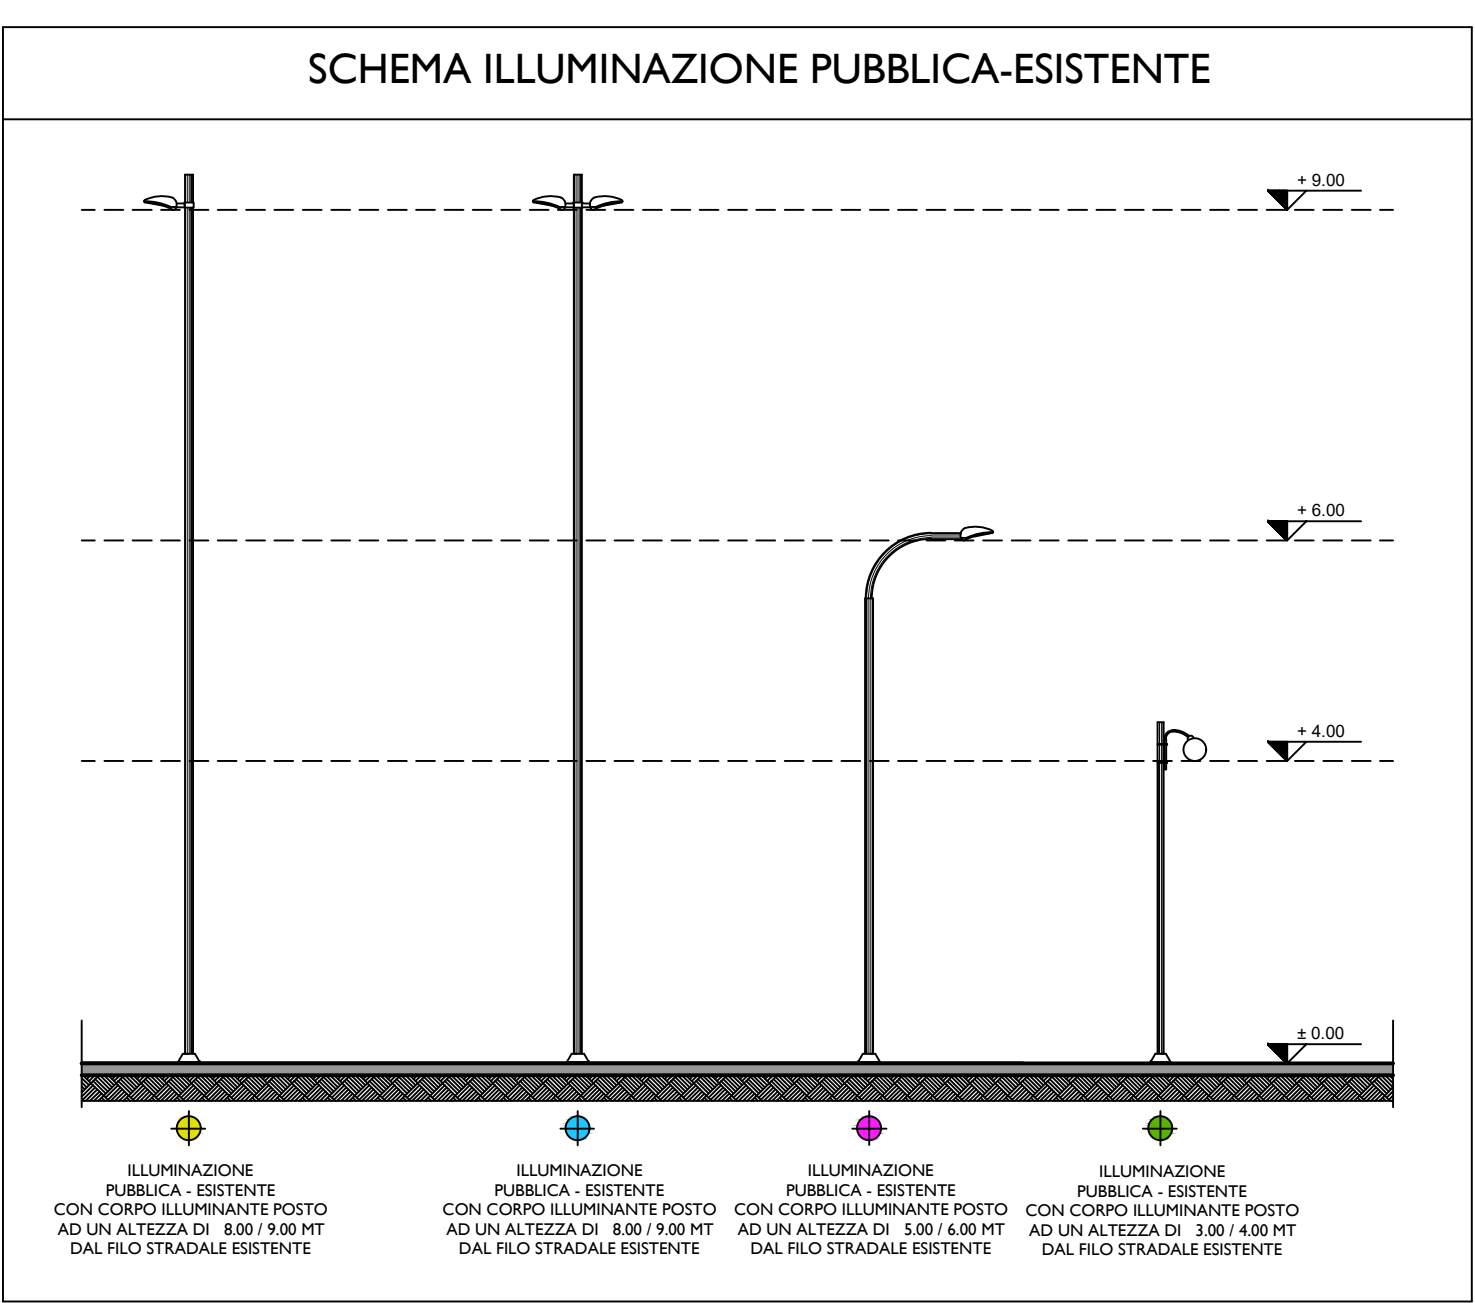 SCHEMA ILLUMINAZIONE PUBBLICA-ESISTENTE
+ 9.00
+ 6.00
+ 4.00
± 0.00
ILLUMINAZIONE
PUBBLICA - ESISTENTE
CON CORPO ILLUMINANTE POSTO
AD UN ALTEZZA DI 8.00 / 9.00 MT
DAL FILO STRADALE ESISTENTE
ILLUMINAZIONE
PUBBLICA - ESISTENTE
CON CORPO ILLUMINANTE POSTO
AD UN ALTEZZA DI 8.00 / 9.00 MT
DAL FILO STRADALE ESISTENTE
ILLUMINAZIONE
PUBBLICA - ESISTENTE
CON CORPO ILLUMINANTE POSTO
AD UN ALTEZZA DI 5.00 / 6.00 MT
DAL FILO STRADALE ESISTENTE
ILLUMINAZIONE
PUBBLICA - ESISTENTE
CON CORPO ILLUMINANTE POSTO
AD UN ALTEZZA DI 3.00 / 4.00 MT
DAL FILO STRADALE ESISTENTE